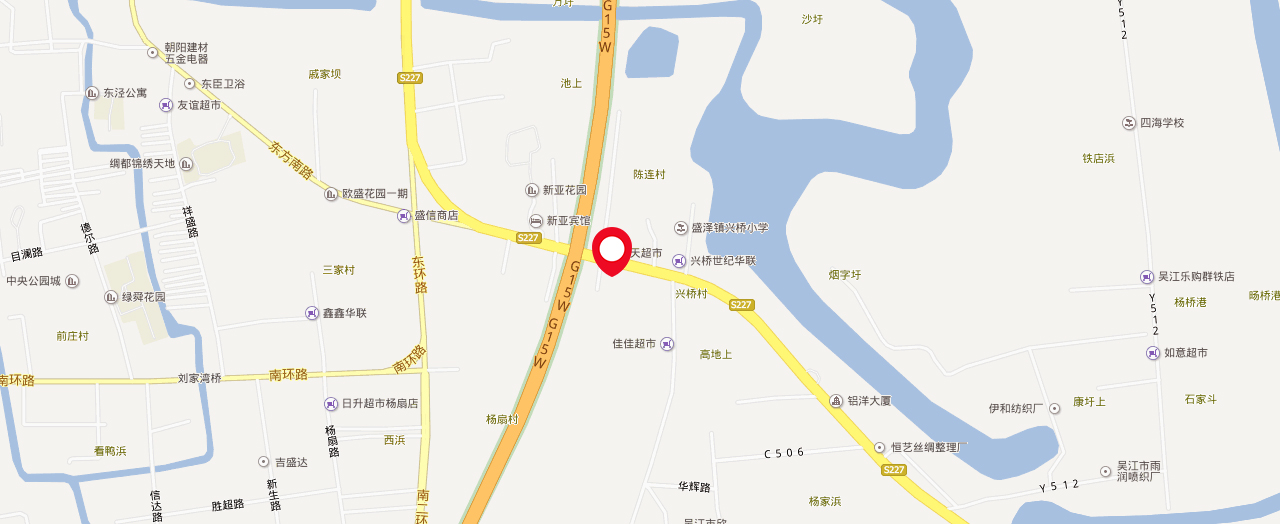 万圩
G15W
沙圩
Y512
朝阳建材
五金电器
戚家坝
S227
池上
东臣卫浴
东泾公寓
友谊超市
四海学校
绸都锦绣天地
东方南路
铁店浜
陈连村
欧盛花园一期
新亚花园
盛信商店
新亚宾馆
盛泽镇兴桥小学
祥盛路
德尔路
目澜路
S227
天超市
兴桥世纪华联
东环路
三家村
中央公园城
绿舜花园
G15W
烟字圩
吴江乐购群铁店
兴桥村
S227
杨桥港
Y512
鑫鑫华联
G15W
前庄村
佳佳超市
高地上
如意超市
南环路
南环路
刘家湾桥
南环路
日升超市杨扇店
铝洋大厦
伊和纺织厂
康圩上
石家斗
杨扇村
杨扇路
西浜
看鸭浜
恒艺丝绸整理厂
C506
吉盛达
S227
吴江市雨
润喷织厂
Y512
信达路
胜超路
新生路
华辉路
杨家浜